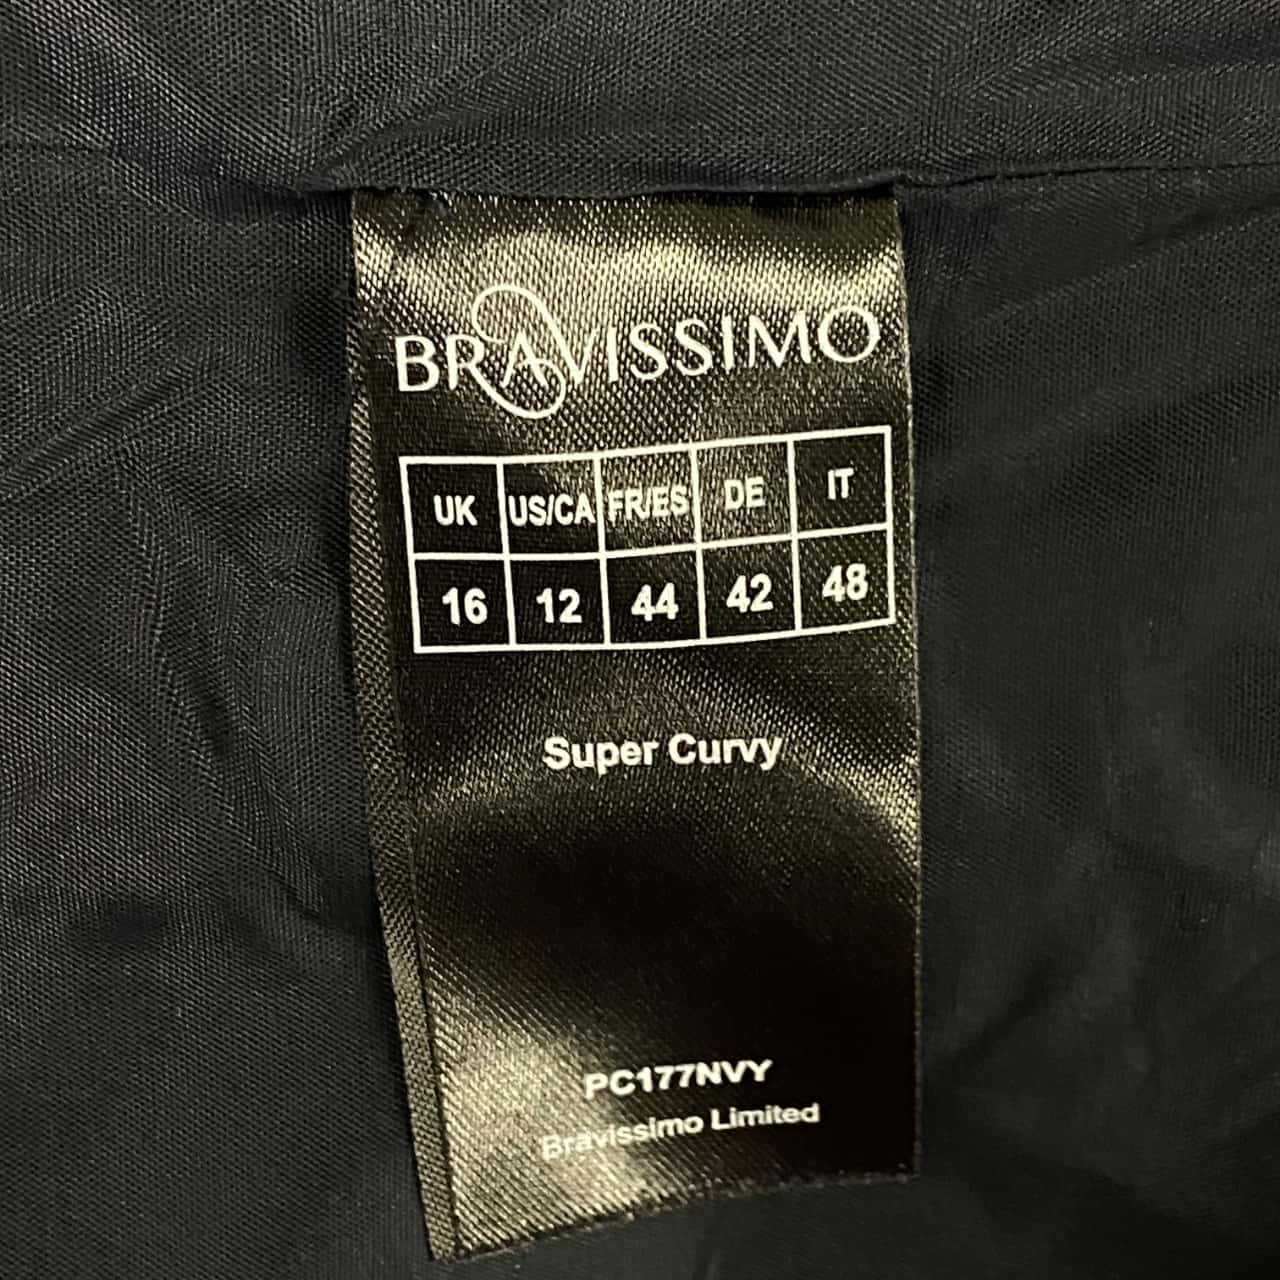 BRAVISSIMO
UK US/CA FR/ES DE IT
16 12 44 42 48
Super Curvy
PC177NVY
Bravissimo Limited